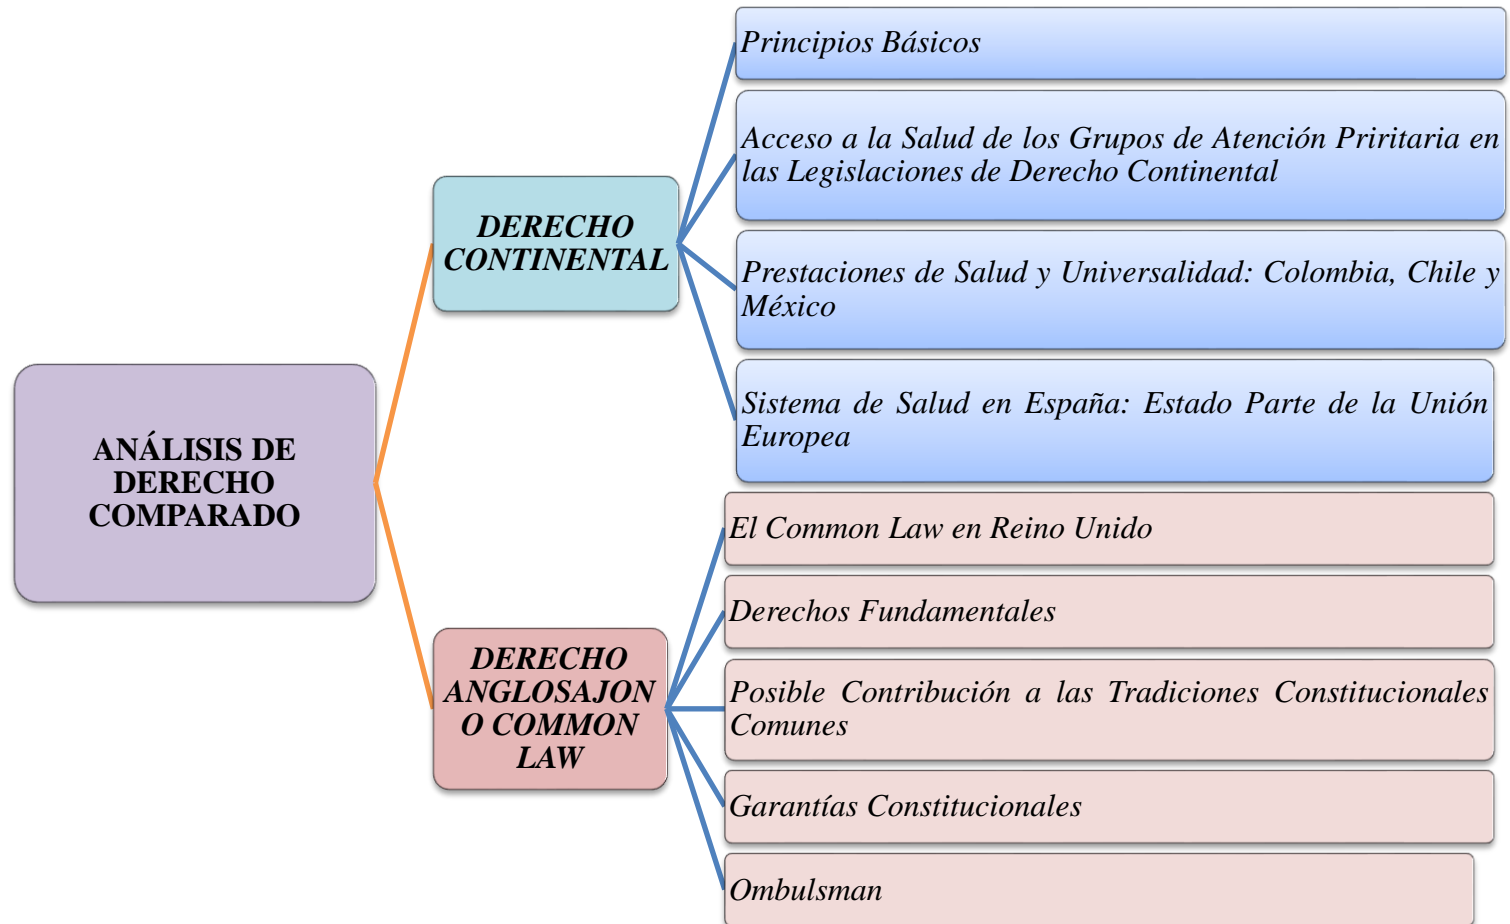 ANÁLISIS DE
DERECHO
COMPARADO
DERECHO
CONTINENTAL
Principios Básicos
Acceso a la Salud de los Grupos de Atención Priritaria en
las Legislaciones de Derecho Continental
Prestaciones de Salud y Universalidad: Colombia, Chile y
México
Sistema de Salud en España: Estado Parte de la Unión
Europea
DERECHO
ANGLOSAJON
O COMMON
LAW
El Common Law en Reino Unido
Derechos Fundamentales
Posible Contribución a las Tradiciones Constitucionales
Comunes
Garantías Constitucionales
Ombulsman